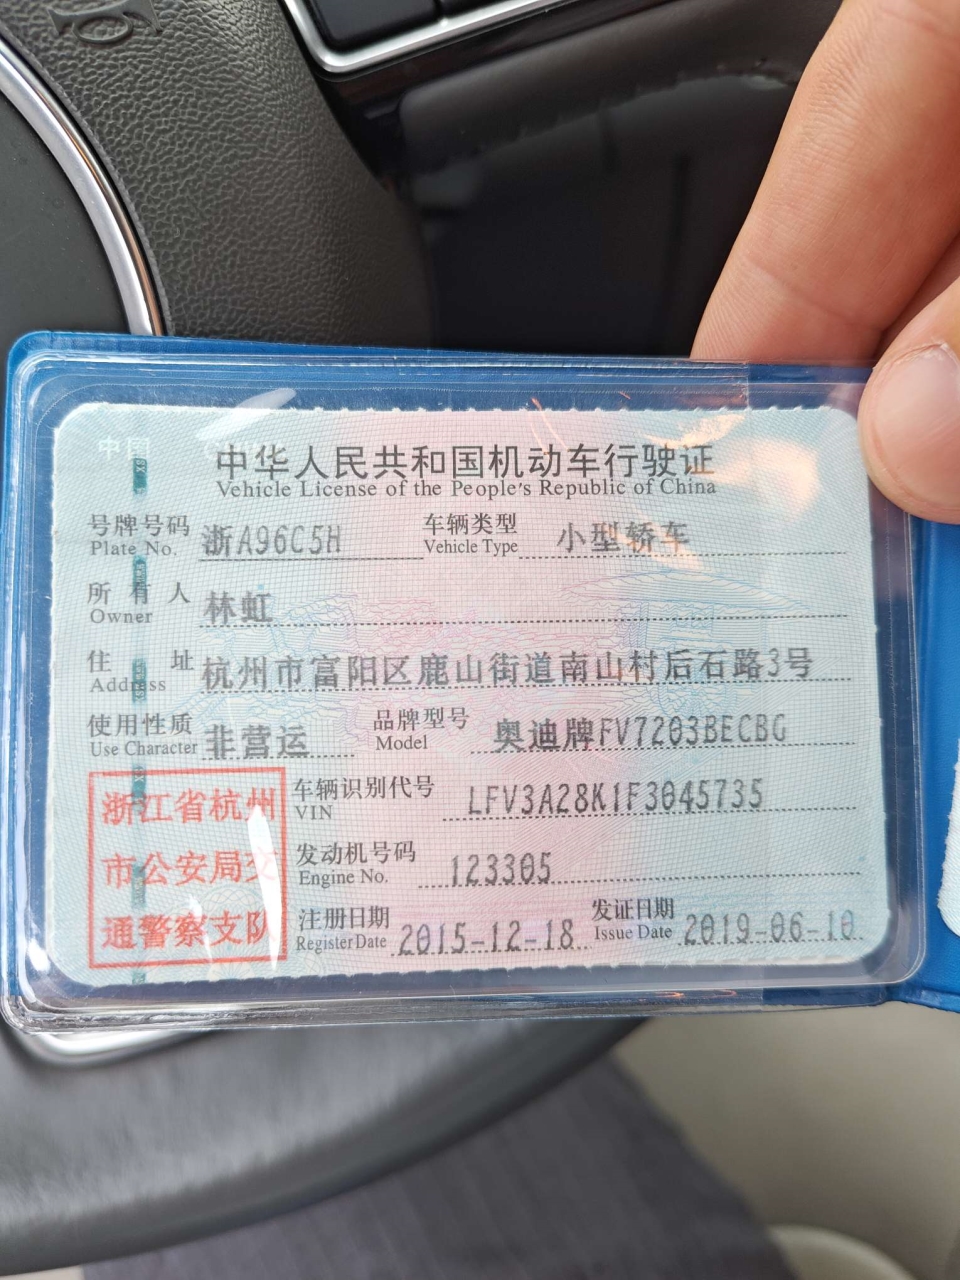 中华人民共和国机动车行驶证
Vehicle License of the People's Republic of China
号牌号码 浙A96C5H 车辆类型 小型轿车
Plate No. Vehicle Type
所有人 林虹
Owner
住址 杭州市富阳区鹿山街道南山村后石路3号
Address
使用性质 非营运 品牌型号 奥迪牌FV7203BECBG
Use Character Model
浙江省杭州
市公安局交
通警察支队
车辆识别代号 LFV3A28K1F3045735
VIN
发动机号码 123305
Engine No.
注册日期 2015-12-18 发证日期 2019-06-10
Register Date Issue Date